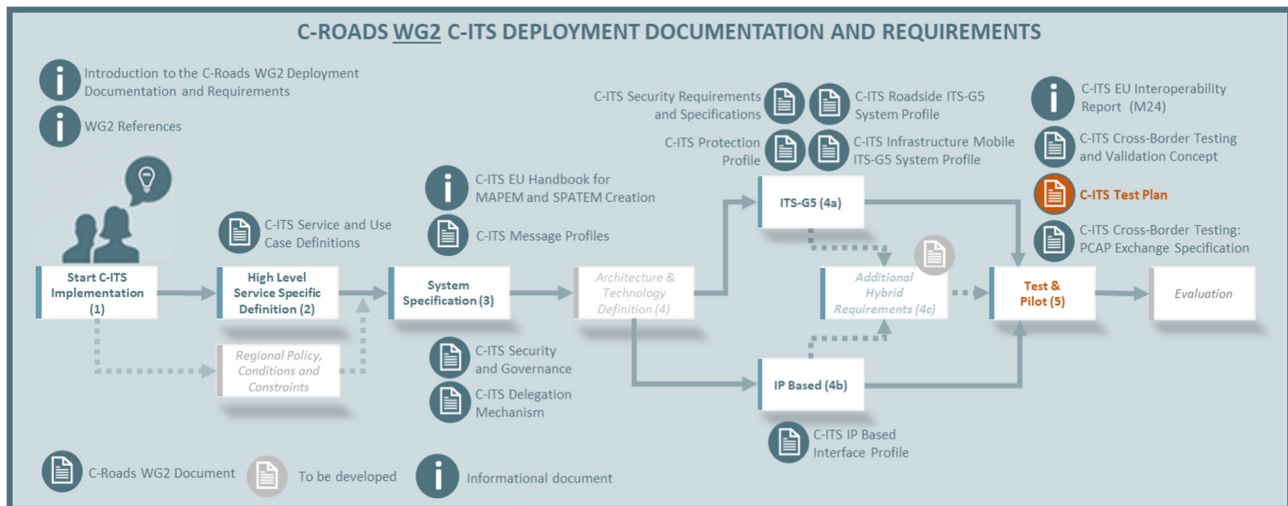 C-ROADS WG2 C-ITS DEPLOYMENT DOCUMENTATION AND REQUIREMENTS
Introduction to the C-Roads WG2 Deployment
Documentation and Requirements
WG2 References
C-ITS Service and Use
Case Definitions
C-ITS EU Handbook for
MAPEM and SPATEM Creation
C-ITS Message Profiles
C-ITS Security Requirements
and Specifications
C-ITS Roadside ITS-G5
System Profile
C-ITS Protection
Profile
C-ITS Infrastructure Mobile
ITS-G5 System Profile
C-ITS EU Interoperability
Report (M24)
C-ITS Cross-Border Testing
and Validation Concept
C-ITS Test Plan
C-ITS Cross-Border Testing:
PCAP Exchange Specification
ITS-G5 (4a)
Start C-ITS
Implementation
(1)
High Level
Service Specific
Definition (2)
System
Specification (3)
Architecture &
Technology
Definition (4)
Additional
Hybrid
Requirements (4c)
Test &
Pilot (5)
Evaluation
Regional Policy,
Conditions and
Constraints
C-ITS Security
and Governance
C-ITS Delegation
Mechanism
IP Based (4b)
C-ITS IP Based
Interface Profile
C-Roads WG2 Document
To be developed
Informational document